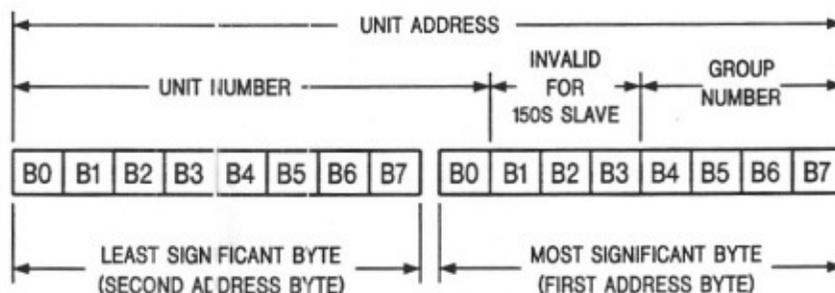 UNIT ADDRESS
UNIT NUMBER
INVALID
FOR
150S SLAVE
GROUP
NUMBER
B0 B1 B2 B3 B4 B5 B6 B7 B0 B1 B2 B3 B4 B5 B6 B7
LEAST SIGNIFICANT BYTE
(SECOND ADDRESS BYTE)
MOST SIGNIFICANT BYTE
(FIRST ADDRESS BYTE)